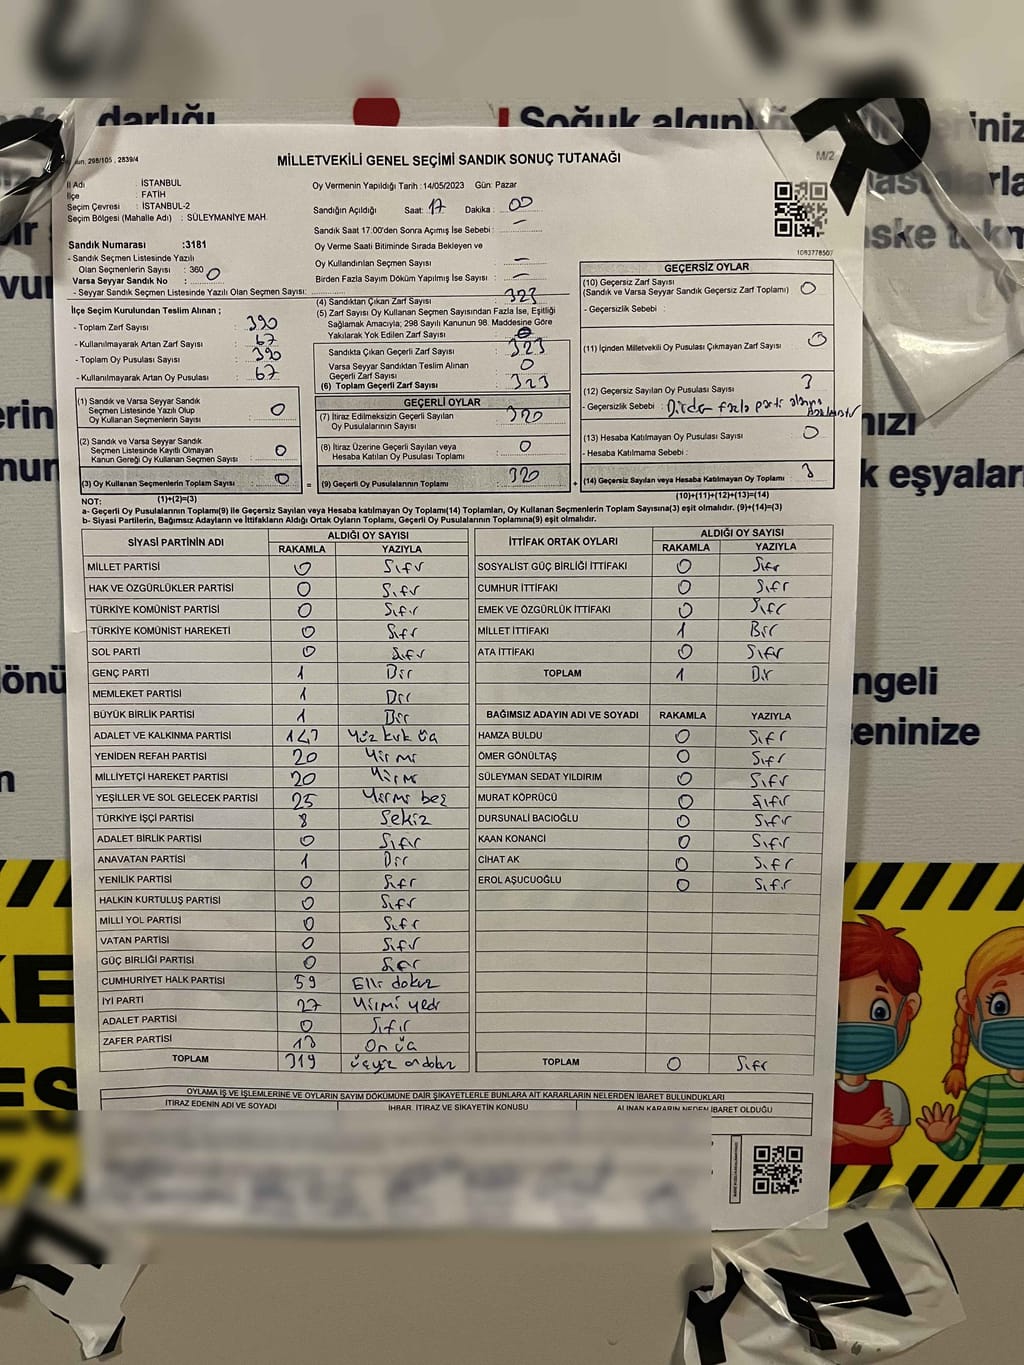 darlığı
! Soğuk algınlığı
MİLLETVEKİLİ GENEL SEÇİMİ SANDIK SONUÇ TUTANAĞI
M/2
298/105, 2839/4
İl Adı : İSTANBUL
İlçe : FATİH
Seçim Çevresi : İSTANBUL-2
Seçim Bölgesi (Mahalle Adı) : SÜLEYMANİYE MAH.
Oy Vermenin Yapıldığı Tarih : 14/05/2023 Gün: Pazar
Sandığın Açıldığı Saat: 17 Dakika : 00
Sandık Saat 17.00'den Sonra Açımış İse Sebebi : -
Oy Verme Saati Bitiminde Sırada Bekleyen ve
Oy Kullandırılan Seçmen Sayısı : -
Birden Fazla Sayım Döküm Yapılmış İse Sayısı : -
1093778507
Sandık Numarası : 3181
- Sandık Seçmen Listesinde Yazılı
Olan Seçmenlerin Sayısı : 360
Varsa Seyyar Sandık No : 0
- Seyyar Sandık Seçmen Listesinde Yazılı Olan Seçmen Sayısı:
İlçe Seçim Kurulundan Teslim Alınan ;
- Toplam Zarf Sayısı : 390
- Kullanılmayarak Artan Zarf Sayısı : 67
- Toplam Oy Pusulası Sayısı : 390
- Kullanılmayarak Artan Oy Pusulası : 67
(1) Sandık ve Varsa Seyyar Sandık
Seçmen Listesinde Yazılı Olup
Oy Kullanan Seçmenlerin Sayısı : 0
(2) Sandık ve Varsa Seyyar Sandık
Seçmen Listesinde Kayıtlı Olmayan
Kanun Gereği Oy Kullanan Seçmen Sayısı : 0
(3) Oy Kullanan Seçmenlerin Toplam Sayısı : 0
(4) Sandıktan Çıkan Zarf Sayısı : 323
(5) Zarf Sayısı Oy Kullanan Seçmen Sayısından Fazla İse, Eşitliği
Sağlamak Amacıyla; 298 Sayılı Kanunun 98. Maddesine Göre
Yakılarak Yok Edilen Zarf Sayısı : 0
Sandıkta Çıkan Geçerli Zarf Sayısı : 323
Varsa Seyyar Sandıktan Teslim Alınan
Geçerli Zarf Sayısı : 0
(6) Toplam Geçerli Zarf Sayısı : 323
GEÇERLİ OYLAR
(7) İtiraz Edilmeksizin Geçerli Sayılan
Oy Pusulalarının Sayısı : 320
(8) İtiraz Üzerine Geçerli Sayılan veya
Hesaba Katılan Oy Pusulası Toplamı : 0
= (9) Geçerli Oy Pusulalarının Toplamı : 320
GEÇERSİZ OYLAR
(10) Geçersiz Zarf Sayısı : 0
(Sandık ve Varsa Seyyar Sandık Geçersiz Zarf Toplamı)
- Geçersizlik Sebebi :
(11) İçinden Milletvekili Oy Pusulası Çıkmayan Zarf Sayısı : 0
(12) Geçersiz Sayılan Oy Pusulası Sayısı : 3
- Geçersizlik Sebebi : Birden fazla parti alanına
(13) Hesaba Katılmayan Oy Pusulası Sayısı : 0
- Hesaba Katılmama Sebebi :
+ (14) Geçersiz Sayılan veya Hesaba Katılmayan Oy Toplamı : 3
NOT: (1)+(2)=(3)
(10)+(11)+(12)+(13)=(14)
a- Geçerli Oy Pusulalarının Toplamı(9) ile Geçersiz Sayılan veya Hesaba katılmayan Oy Toplamı(14) Toplamları, Oy Kullanan Seçmenlerin Toplam Sayısına(3) eşit olmalıdır. (9)+(14)=(3)
b- Siyasi Partilerin, Bağımsız Adayların ve İttifakların Aldığı Ortak Oyların Toplamı, Geçerli Oy Pusulalarının Toplamına(9) eşit olmalıdır.
SİYASİ PARTİNİN ADI ALDIĞI OY SAYISI
RAKAMLA YAZIYLA
MİLLET PARTİSİ 0 Sıfır
HAK VE ÖZGÜRLÜKLER PARTİSİ 0 Sıfır
TÜRKİYE KOMÜNİST PARTİSİ 0 Sıfır
TÜRKİYE KOMÜNİST HAREKETİ 0 Sıfır
SOL PARTİ 0 Sıfır
GENÇ PARTİ 1 Bir
MEMLEKET PARTİSİ 1 Bir
BÜYÜK BİRLİK PARTİSİ 1 Bir
ADALET VE KALKINMA PARTİSİ 143 Yüz kırk üç
YENİDEN REFAH PARTİSİ 20 Yirmi
MİLLİYETÇİ HAREKET PARTİSİ 20 Yirmi
YEŞİLLER VE SOL GELECEK PARTİSİ 25 Yirmi beş
TÜRKİYE İŞÇİ PARTİSİ 8 Sekiz
ADALET BİRLİK PARTİSİ 0 Sıfır
ANAVATAN PARTİSİ 1 Bir
YENİLİK PARTİSİ 0 Sıfır
HALKIN KURTULUŞ PARTİSİ 0 Sıfır
MİLLİ YOL PARTİSİ 0 Sıfır
VATAN PARTİSİ 0 Sıfır
GÜÇ BİRLİĞİ PARTİSİ 0 Sıfır
CUMHURİYET HALK PARTİSİ 59 Elli dokuz
İYİ PARTİ 27 Yirmi yedi
ADALET PARTİSİ 0 Sıfır
ZAFER PARTİSİ 13 On üç
TOPLAM 319 üçyüz on dokuz
İTTİFAK ORTAK OYLARI ALDIĞI OY SAYISI
RAKAMLA YAZIYLA
SOSYALİST GÜÇ BİRLİĞİ İTTİFAKI 0 Sıfır
CUMHUR İTTİFAKI 0 Sıfır
EMEK VE ÖZGÜRLÜK İTTİFAKI 0 Sıfır
MİLLET İTTİFAKI 1 Bir
ATA İTTİFAKI 0 Sıfır
TOPLAM 1 Bir
BAĞIMSIZ ADAYIN ADI VE SOYADI RAKAMLA YAZIYLA
HAMZA BULDU 0 Sıfır
ÖMER GÖNÜLTAŞ 0 Sıfır
SÜLEYMAN SEDAT YILDIRIM 0 Sıfır
MURAT KÖPRÜCÜ 0 Sıfır
DURSUNALİ BACIOĞLU 0 Sıfır
KAAN KONANCİ 0 Sıfır
CİHAT AK 0 Sıfır
EROL AŞUCUOĞLU 0 Sıfır
TOPLAM 0 Sıfır
OYLAMA İŞ VE İŞLEMLERİNE VE OYLARIN SAYIM DÖKÜMÜNE DAİR ŞİKAYETLERLE BUNLARA AİT KARARLARIN NELERDEN İBARET BULUNDUKLARI
İTİRAZ EDENİN ADI VE SOYADI İHBAR, İTİRAZ VE ŞİKAYETİN KONUSU ALINAN KARARIN NEDEN İBARET OLDUĞU
eşyaları
ngeli
eninize